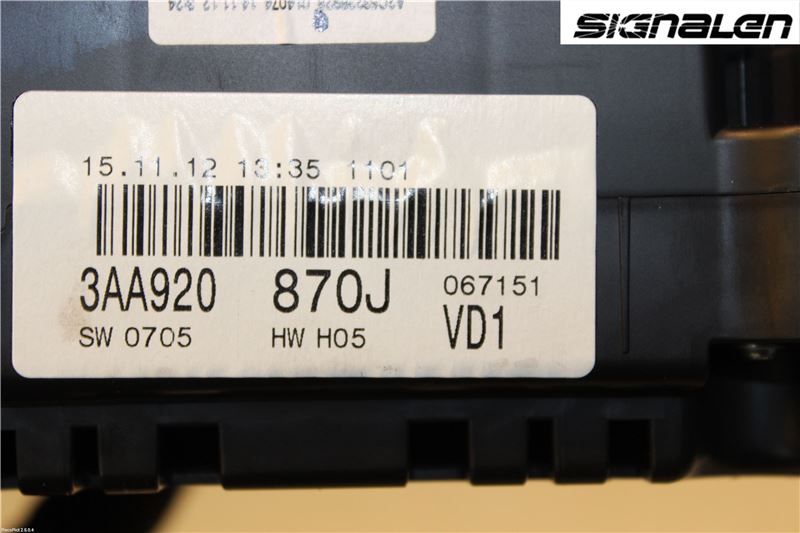 SIGNALEN
15.11.12 13:35 1101
3AA920 870J 067151
SW 0705 HW H05 VD1